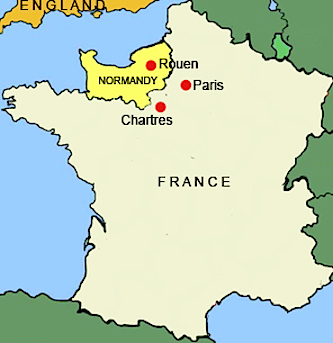 ENGLAND
Rouen
NORMANDY
Paris
Chartres
FRANCE